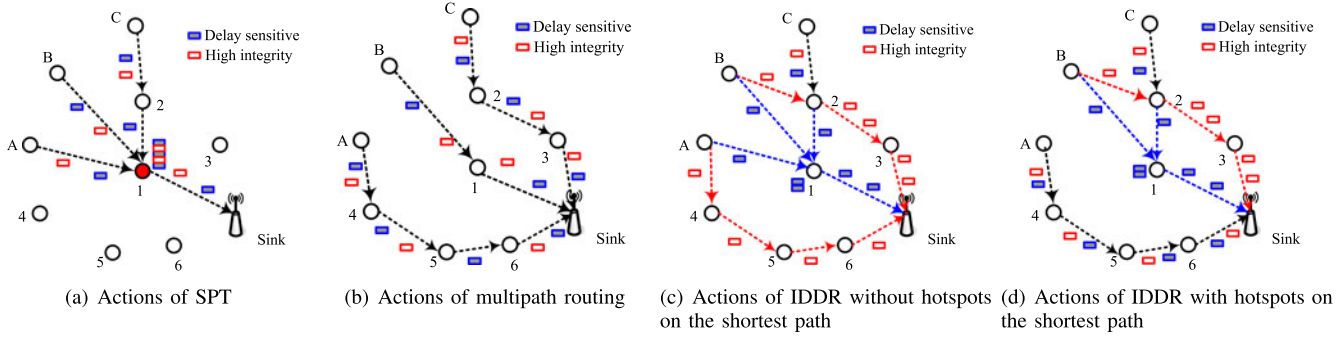 C
Delay sensitive
High integrity
B
2
A
3
1
4
Sink
5
6
(a) Actions of SPT
C
Delay sensitive
High integrity
B
2
A
3
1
4
Sink
5
6
(b) Actions of multipath routing
C
Delay sensitive
High integrity
B
2
A
3
1
4
Sink
5
6
(c) Actions of IDDR without hotspots
on the shortest path
C
Delay sensitive
High integrity
B
2
A
3
1
4
Sink
5
6
(d) Actions of IDDR with hotspots on
the shortest path